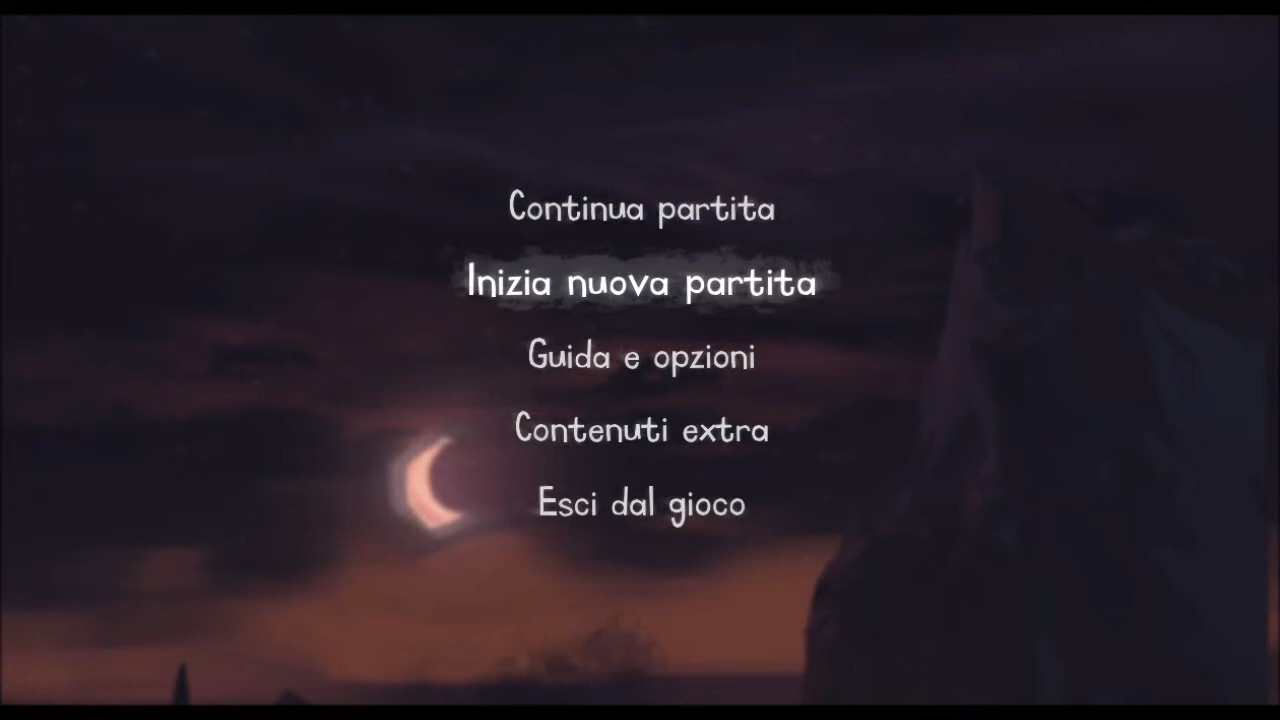 Continua partita
Inizia nuova partita
Guida e opzioni
Contenuti extra
Esci dal gioco